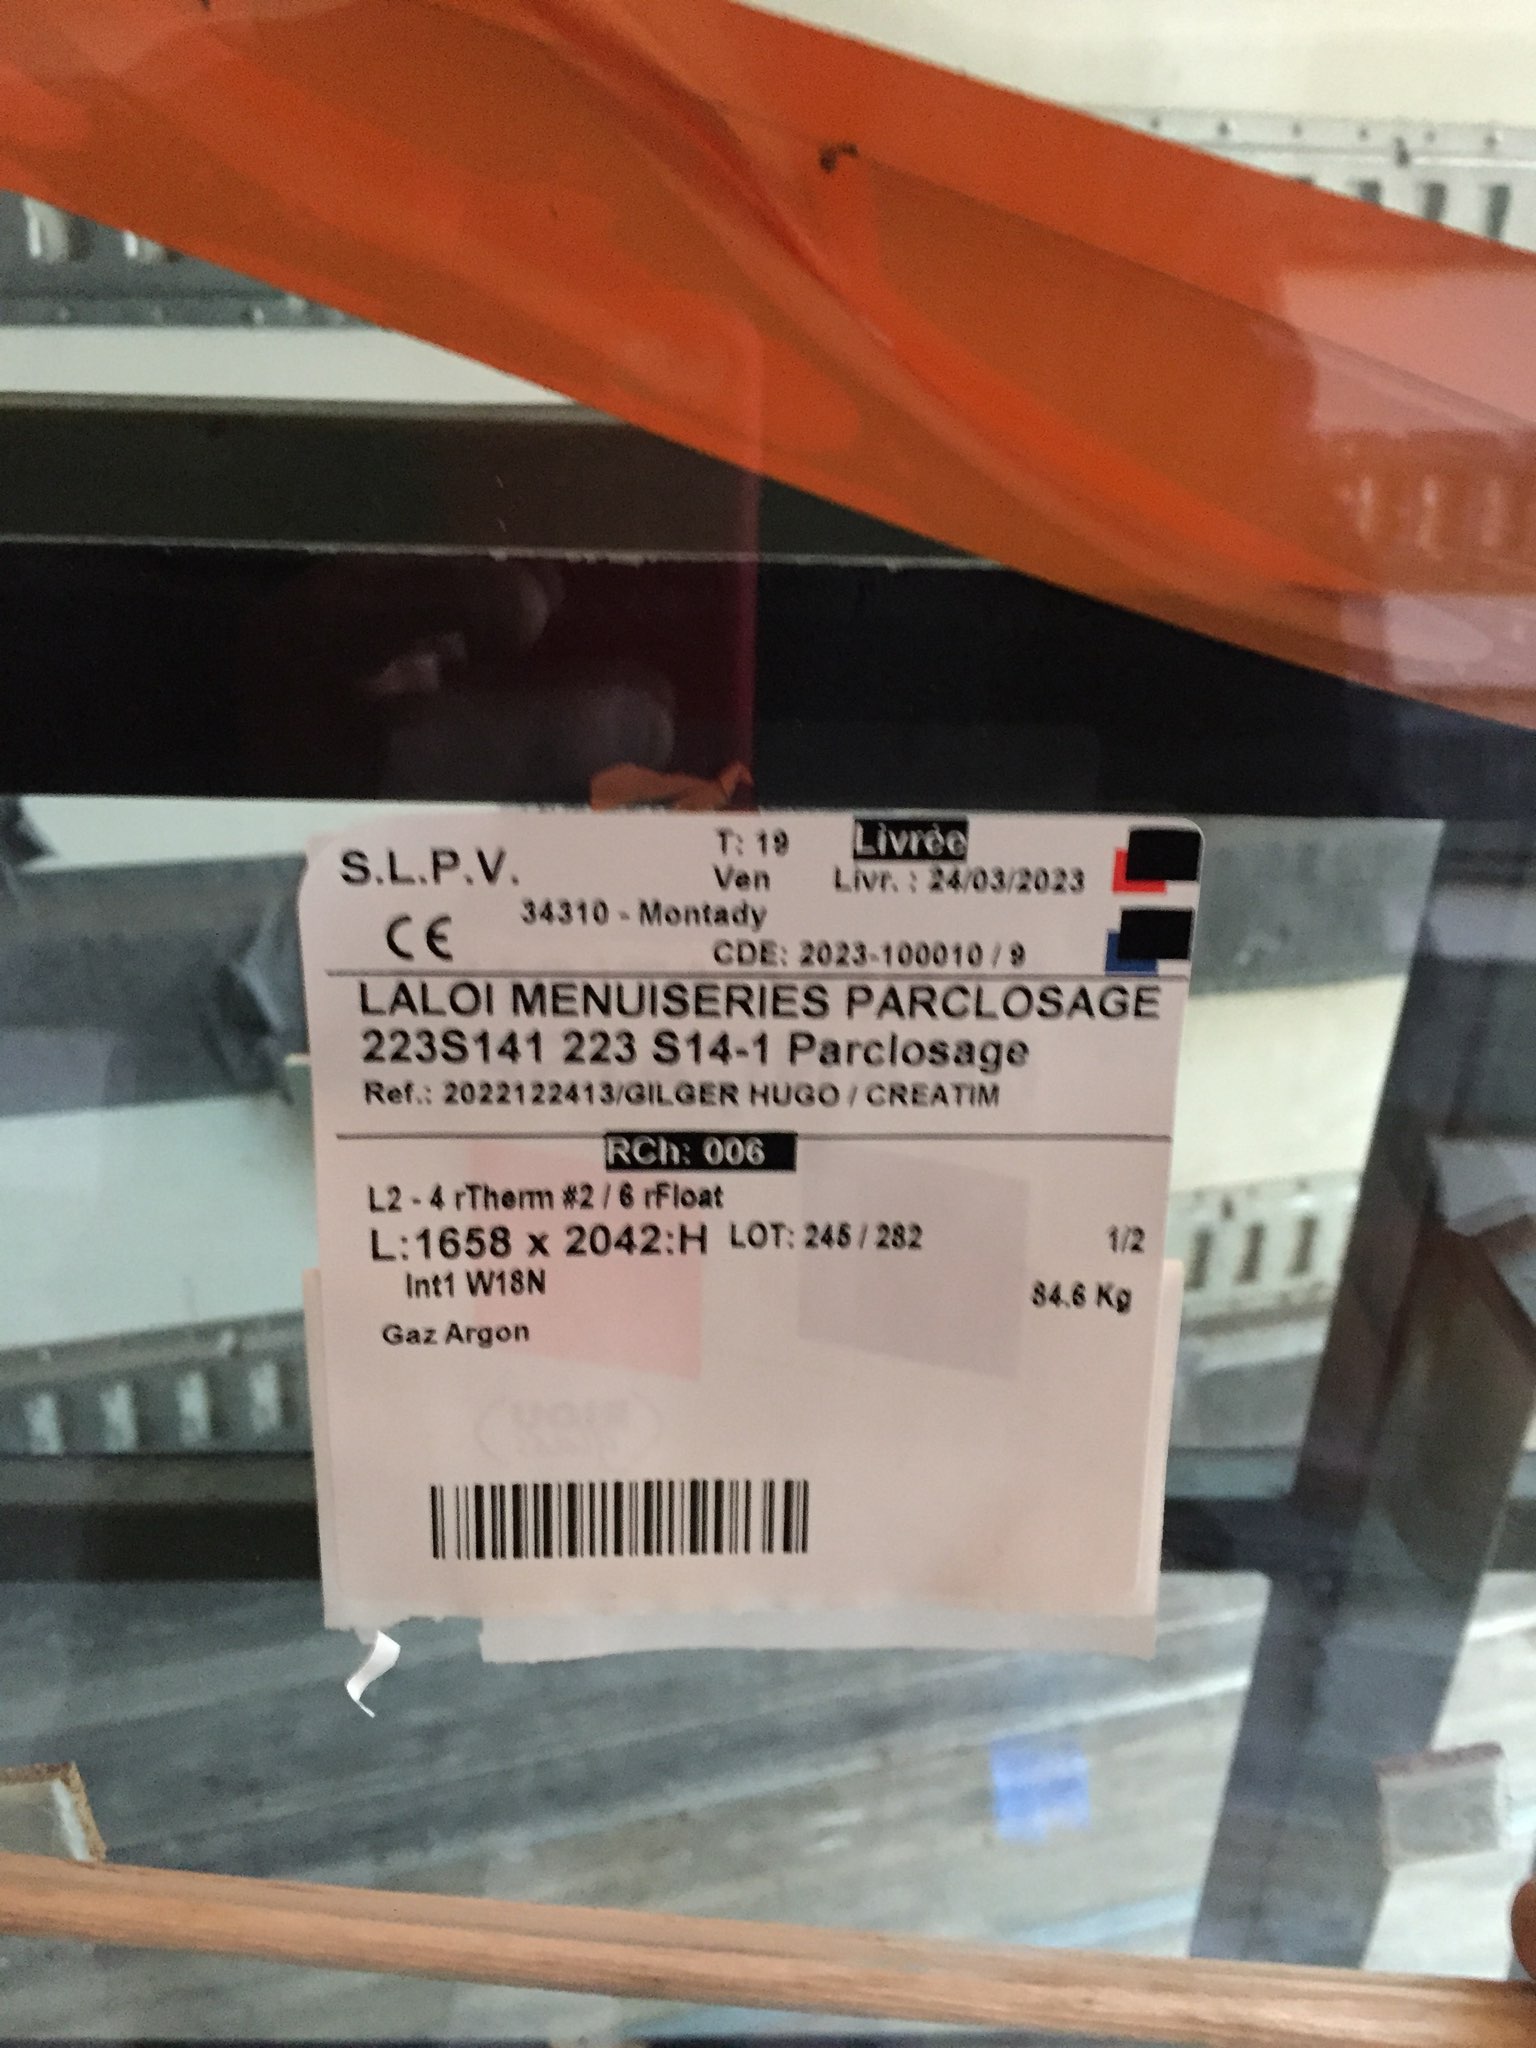 S.L.P.V.
T: 19 Livrée
Ven Livr. : 24/03/2023
CE 34310 - Montady
CDE: 2023-100010 / 9
LALOI MENUISERIES PARCLOSAGE
223S141 223 S14-1 Parclosage
Ref.: 2022122413/GILGER HUGO / CREATIM
RCh: 006
L2 - 4 rTherm #2 / 6 rFloat
L:1658 x 2042:H LOT: 245 / 282 1/2
Int1 W18N
84.6 Kg
Gaz Argon